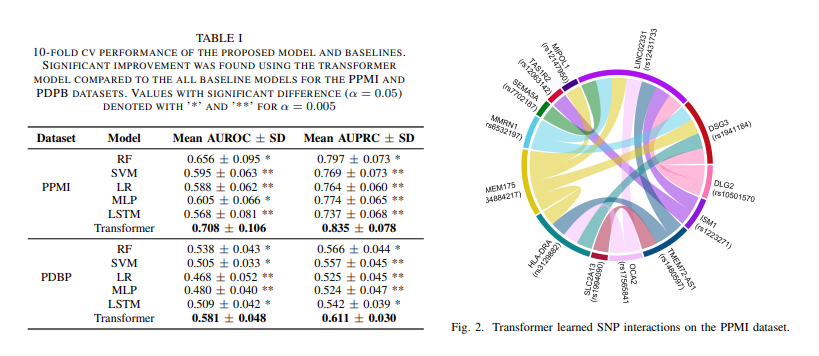 TABLE I
10-FOLD CV PERFORMANCE OF THE PROPOSED MODEL AND BASELINES.
SIGNIFICANT IMPROVEMENT WAS FOUND USING THE TRANSFORMER
MODEL COMPARED TO THE ALL BASELINE MODELS FOR THE PPMI AND
PDPB DATASETS. VALUES WITH SIGNIFICANT DIFFERENCE (α = 0.05)
DENOTED WITH '*' AND '**' FOR α = 0.005
Dataset Model Mean AUROC ± SD Mean AUPRC ± SD
RF 0.656 ± 0.095 * 0.797 ± 0.073 *
SVM 0.595 ± 0.063 ** 0.769 ± 0.073 **
PPMI LR 0.588 ± 0.062 ** 0.764 ± 0.060 **
MLP 0.605 ± 0.066 * 0.774 ± 0.065 **
LSTM 0.568 ± 0.081 ** 0.737 ± 0.068 **
Transformer 0.708 ± 0.106 0.835 ± 0.078
RF 0.538 ± 0.043 * 0.566 ± 0.044 *
SVM 0.505 ± 0.033 * 0.557 ± 0.045 **
PDBP LR 0.468 ± 0.052 ** 0.525 ± 0.045 **
MLP 0.480 ± 0.040 ** 0.524 ± 0.047 **
LSTM 0.509 ± 0.042 * 0.542 ± 0.039 *
Transformer 0.581 ± 0.048 0.611 ± 0.030
LINC02331
(rs12431733)
DSG3
(rs1941184)
DLG2
(rs10501570
ISM1
(rs1223271)
TMEM72-AS1
(rs1480597)
OCA2
(rs17565841
SLC2A13
(rs1994090)
HLA-DRA
(rs3129882)
MEM175
34884217)
MMRN1
rs6532197)
SEMA5A
(rs7702187)
TAS1R2
(rs12063142)
MIPOL1
(rs12147950)
Fig. 2. Transformer learned SNP interactions on the PPMI dataset.